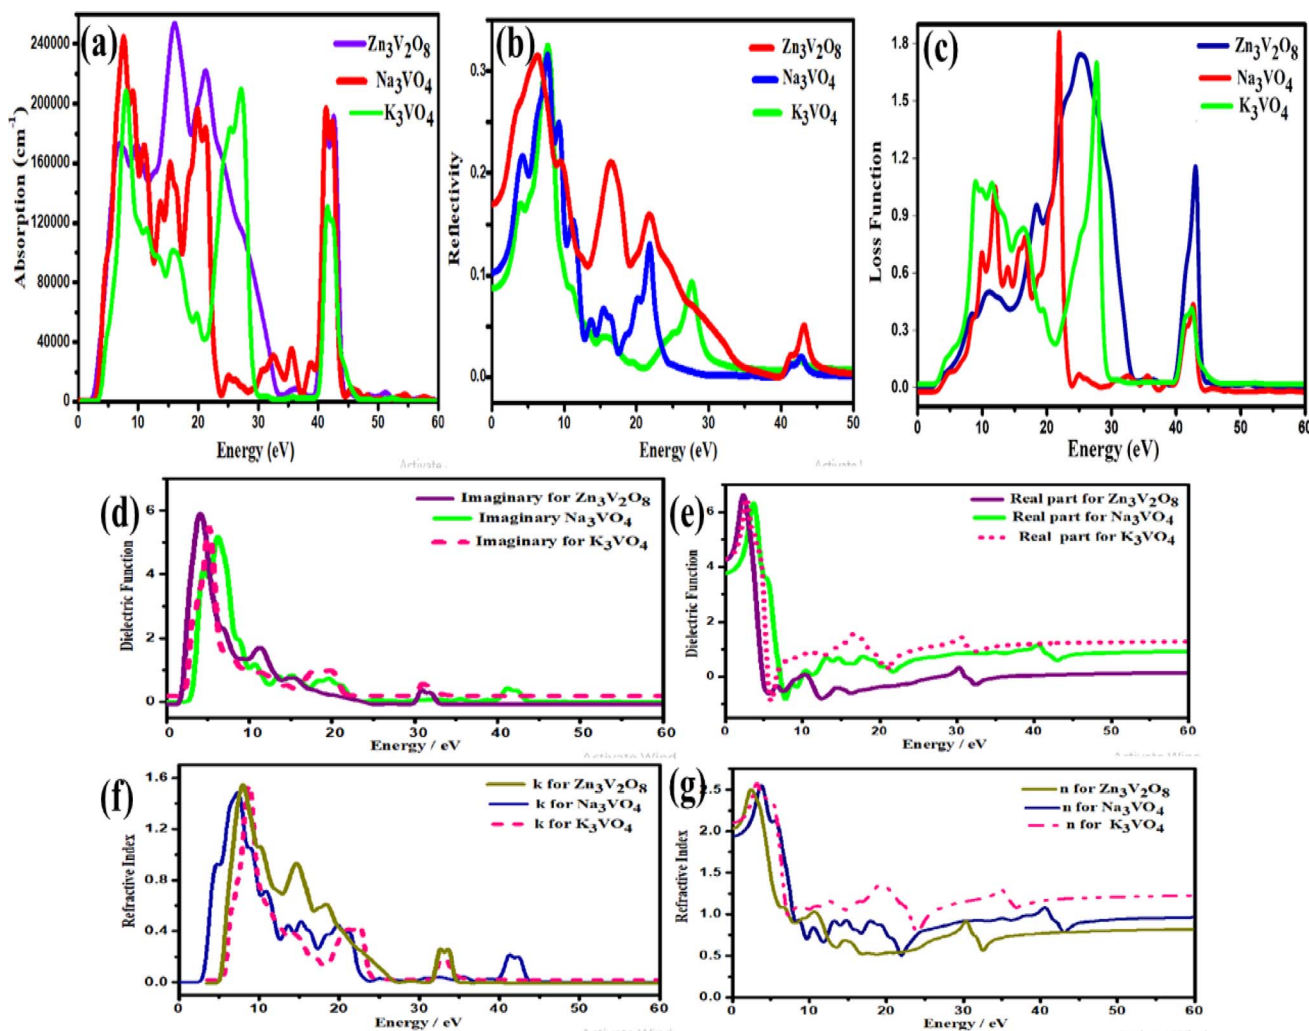 (a)
Zn3V2O8
Na3VO4
K3VO4
240000
200000
160000
120000
80000
40000
0
0 10 20 30 40 50 60
Absorption (cm-1)
Energy (eV)
(b)
Zn3V2O8
Na3VO4
K3VO4
0.3
0.2
0.1
0.0
0 10 20 30 40 50
Reflectivity
Energy (eV)
(c)
Zn3V2O8
Na3VO4
K3VO4
1.8
1.5
1.2
0.9
0.6
0.3
0.0
0 10 20 30 40 50 60
Loss Function
Energy (eV)
(d)
Imaginary for Zn3V2O8
Imaginary Na3VO4
Imaginary for K3VO4
6
4
2
0
0 10 20 30 40 50 60
Dielectric Function
Energy / eV
(e)
Real part for Zn3V2O8
Real part for Na3VO4
Real part for K3VO4
6
4
2
0
0 10 20 30 40 50 60
Dielectric Function
Energy / eV
(f)
k for Zn3V2O8
k for Na3VO4
k for K3VO4
1.6
1.2
0.8
0.4
0.0
0 10 20 30 40 50 60
Refractive Index
Energy / eV
(g)
n for Zn3V2O8
n for Na3VO4
n for K3VO4
2.5
2.0
1.5
1.0
0.5
0.0
0 10 20 30 40 50 60
Refractive Index
Energy / eV